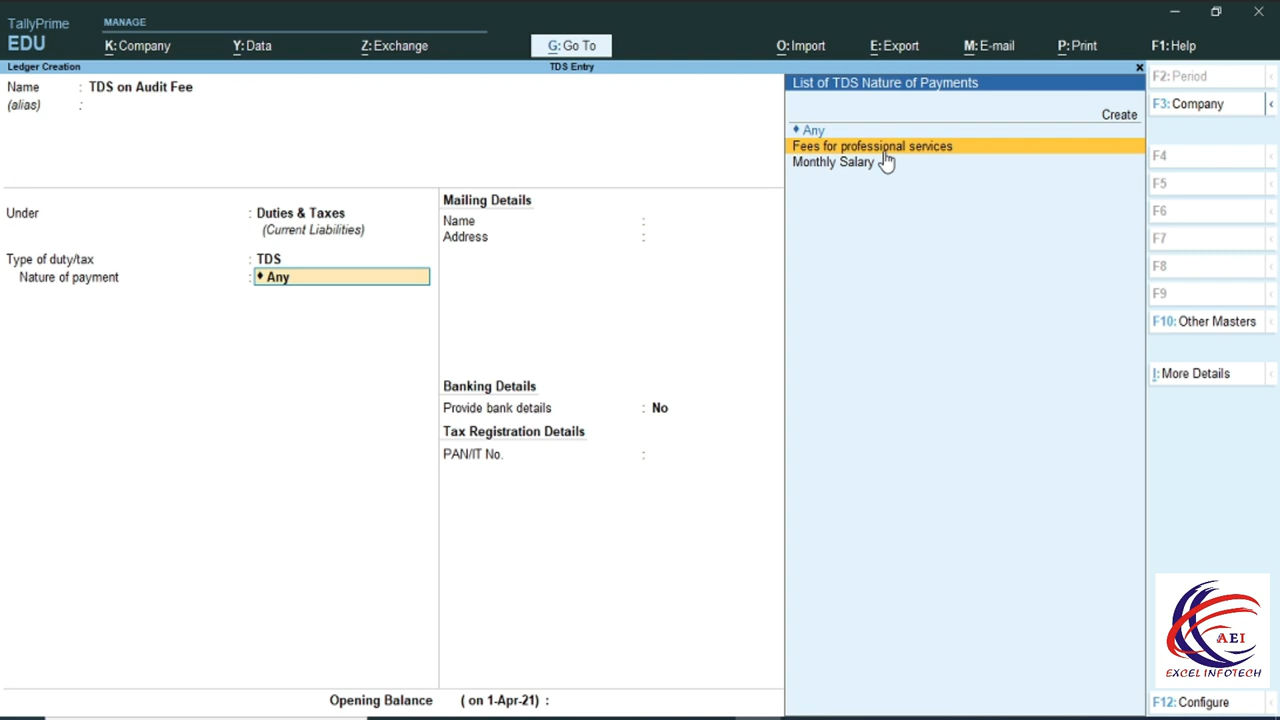 TallyPrime
EDU
MANAGE
K: Company
Y: Data
Z: Exchange
G: Go To
O: Import
E: Export
M: E-mail
P: Print
F1: Help
Ledger Creation
TDS Entry
Name : TDS on Audit Fee
(alias) :
Under : Duties & Taxes
(Current Liabilities)
Type of duty/tax : TDS
Nature of payment : ♦ Any
Mailing Details
Name :
Address :
Banking Details
Provide bank details : No
Tax Registration Details
PAN/IT No. :
Opening Balance ( on 1-Apr-21) :
List of TDS Nature of Payments
Create
♦ Any
Fees for professional services
Monthly Salary
F2: Period
F3: Company
F4
F5
F6
F7
F8
F9
F10: Other Masters
I: More Details
AEI
EXCEL INFOTECH
F12: Configure